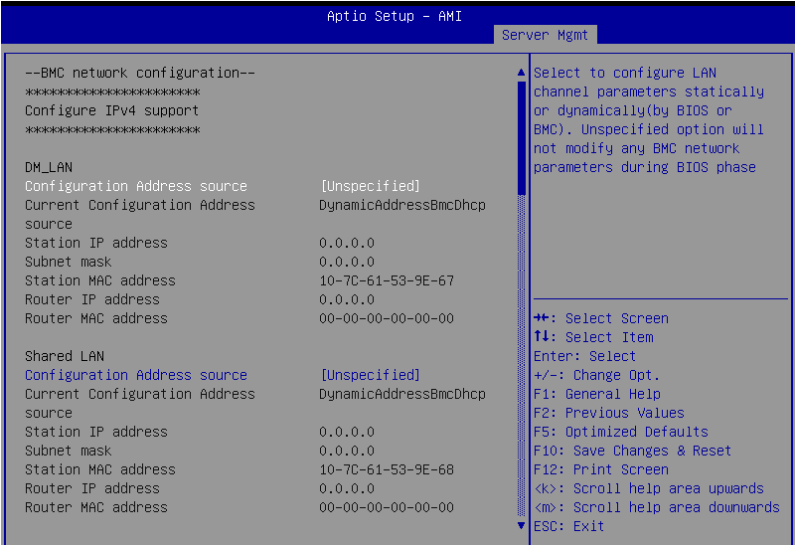 Aptio Setup – AMI
Server Mgmt
--BMC network configuration--
************************
Configure IPv4 support
************************
DM_LAN
Configuration Address source [Unspecified]
Current Configuration Address DynamicAddressBmcDhcp
source
Station IP address 0.0.0.0
Subnet mask 0.0.0.0
Station MAC address 10-7C-61-53-9E-67
Router IP address 0.0.0.0
Router MAC address 00-00-00-00-00-00
Shared LAN
Configuration Address source [Unspecified]
Current Configuration Address DynamicAddressBmcDhcp
source
Station IP address 0.0.0.0
Subnet mask 0.0.0.0
Station MAC address 10-7C-61-53-9E-68
Router IP address 0.0.0.0
Router MAC address 00-00-00-00-00-00
Select to configure LAN
channel parameters statically
or dynamically(by BIOS or
BMC). Unspecified option will
not modify any BMC network
parameters during BIOS phase
→←: Select Screen
↑↓: Select Item
Enter: Select
+/-: Change Opt.
F1: General Help
F2: Previous Values
F5: Optimized Defaults
F10: Save Changes & Reset
F12: Print Screen
<k>: Scroll help area upwards
<m>: Scroll help area downwards
ESC: Exit